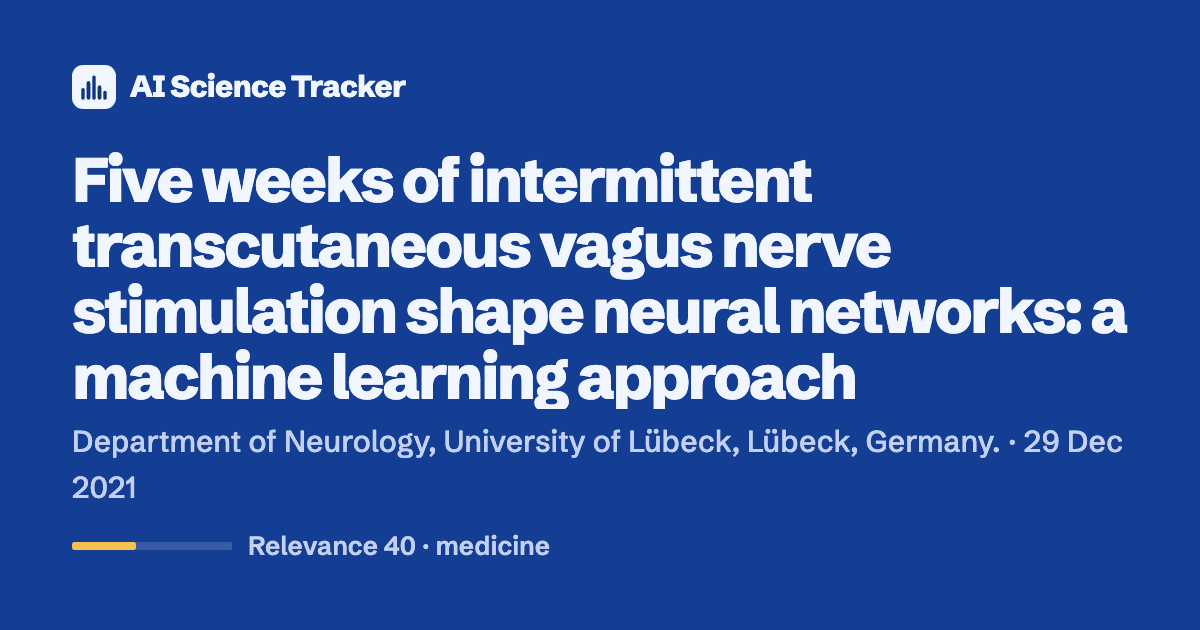 AI Science Tracker
Five weeks of intermittent
transcutaneous vagus nerve
stimulation shape neural networks: a
machine learning approach
Department of Neurology, University of Lübeck, Lübeck, Germany. · 29 Dec
2021
Relevance 40 · medicine